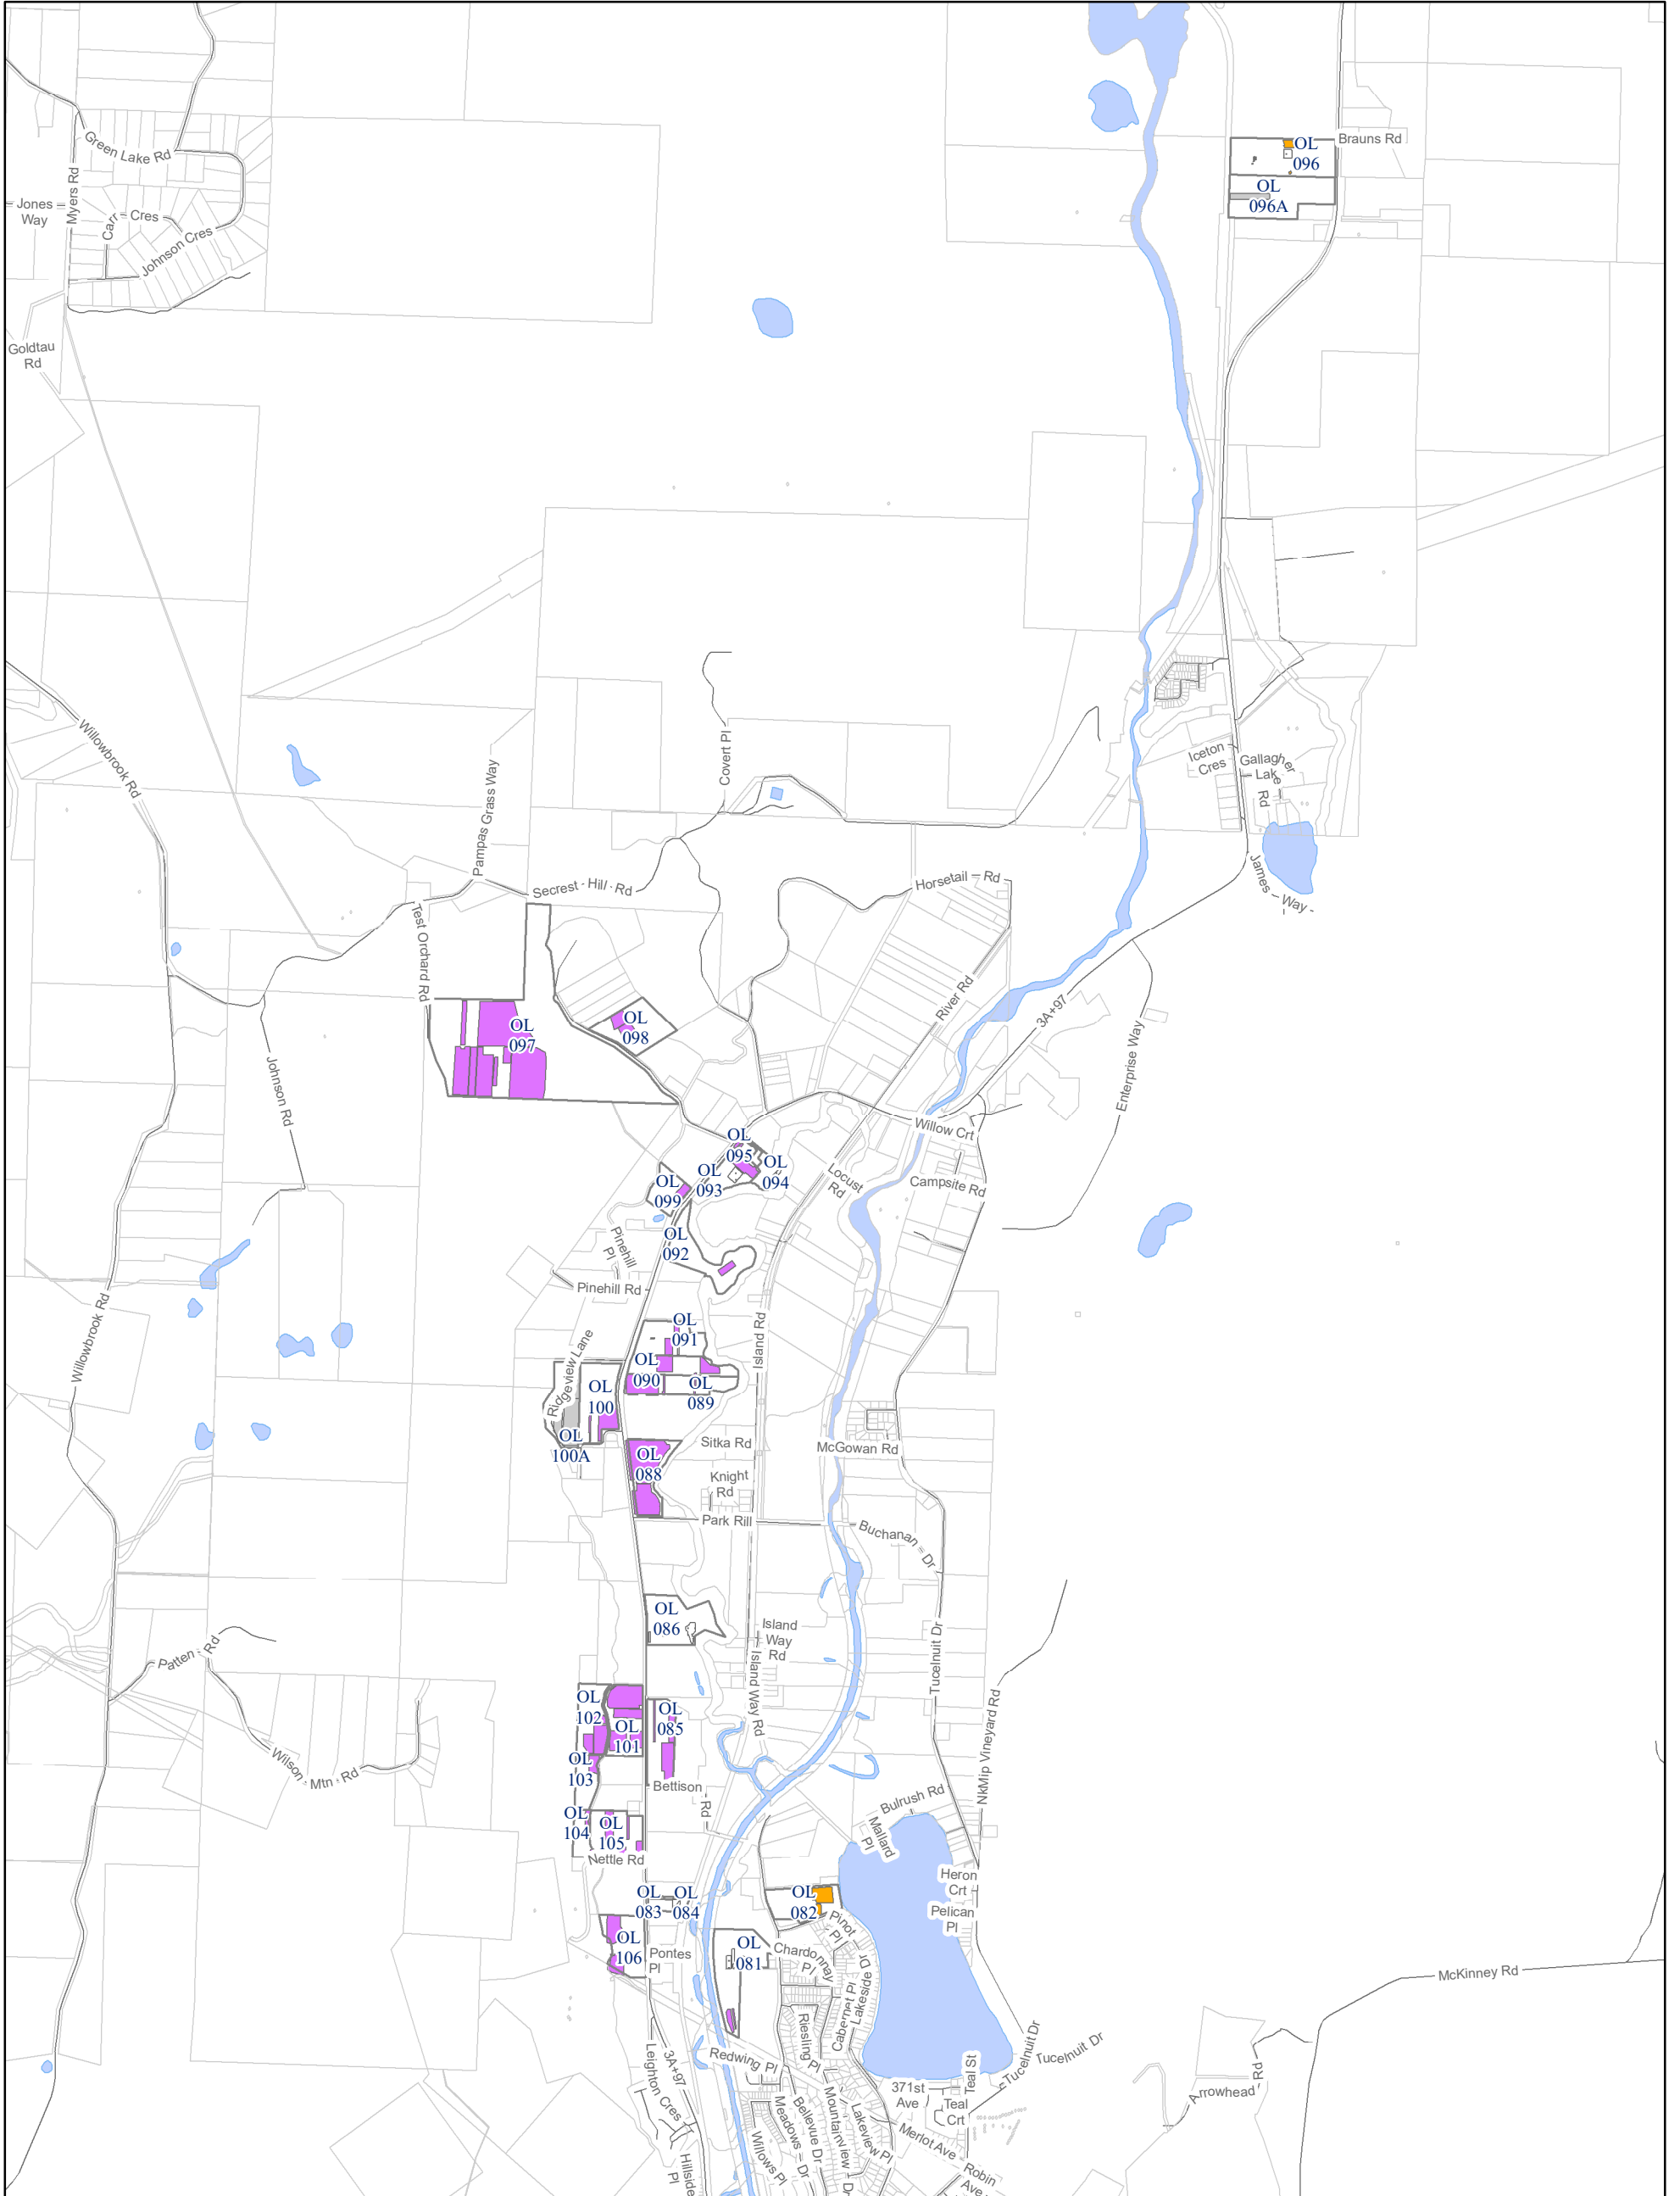 OL
096
Brauns Rd
OL
096A
Green Lake Rd
Myers Rd
Jones
Way
Carr Cres
Johnson Cres
Goldtau
Rd
Willowbrook Rd
Covert Pl
Iceton
Cres
Gallagher
Lake
Rd
Pampas Grass Way
Secrest Hill Rd
Horsetail Rd
James Way
Test Orchard Rd
River Rd
3A+97
OL
097
OL
098
Johnson Rd
Enterprise Way
Willow Crt
OL
095
OL
094
OL
093
OL
099
Locust
Rd
Campsite Rd
OL
092
Pinehill
Pl
Pinehill Rd
Willowbrook Rd
OL
091
Island Rd
Ridgeview Lane
OL
090
OL
089
OL
100
OL
100A
Sitka Rd
McGowan Rd
OL
088
Knight
Rd
Park Rill
Buchanan Dr
OL
086
Island
Way
Rd
Patten Rd
Island Way Rd
Tucelnuit Dr
NkMip Vineyard Rd
OL
102
OL
085
OL
101
Wilson Mtn Rd
OL
103
Bettison
Rd
Bulrush Rd
OL
104
OL
105
Mallard
Pl
Nettle Rd
Heron
Crt
OL
083
OL
084
OL
082
Pelican
Pl
Pinot
Pl
OL
106
Pontes
Pl
OL
081
Chardonnay
Pl
Lakeside Dr
Cabernet Pl
McKinney Rd
Riesling Pl
Leighton Cres
3A+97
Redwing Pl
Tucelnuit Dr
Tucelnuit Dr
371st
Ave
Teal St
Teal
Crt
Arrowhead Rd
Meadows Dr
Bellevue Dr
Mountainview Dr
Lakeview Pl
Merlot Ave
Willows Pl
Hillside
Pl
Robin
Ave